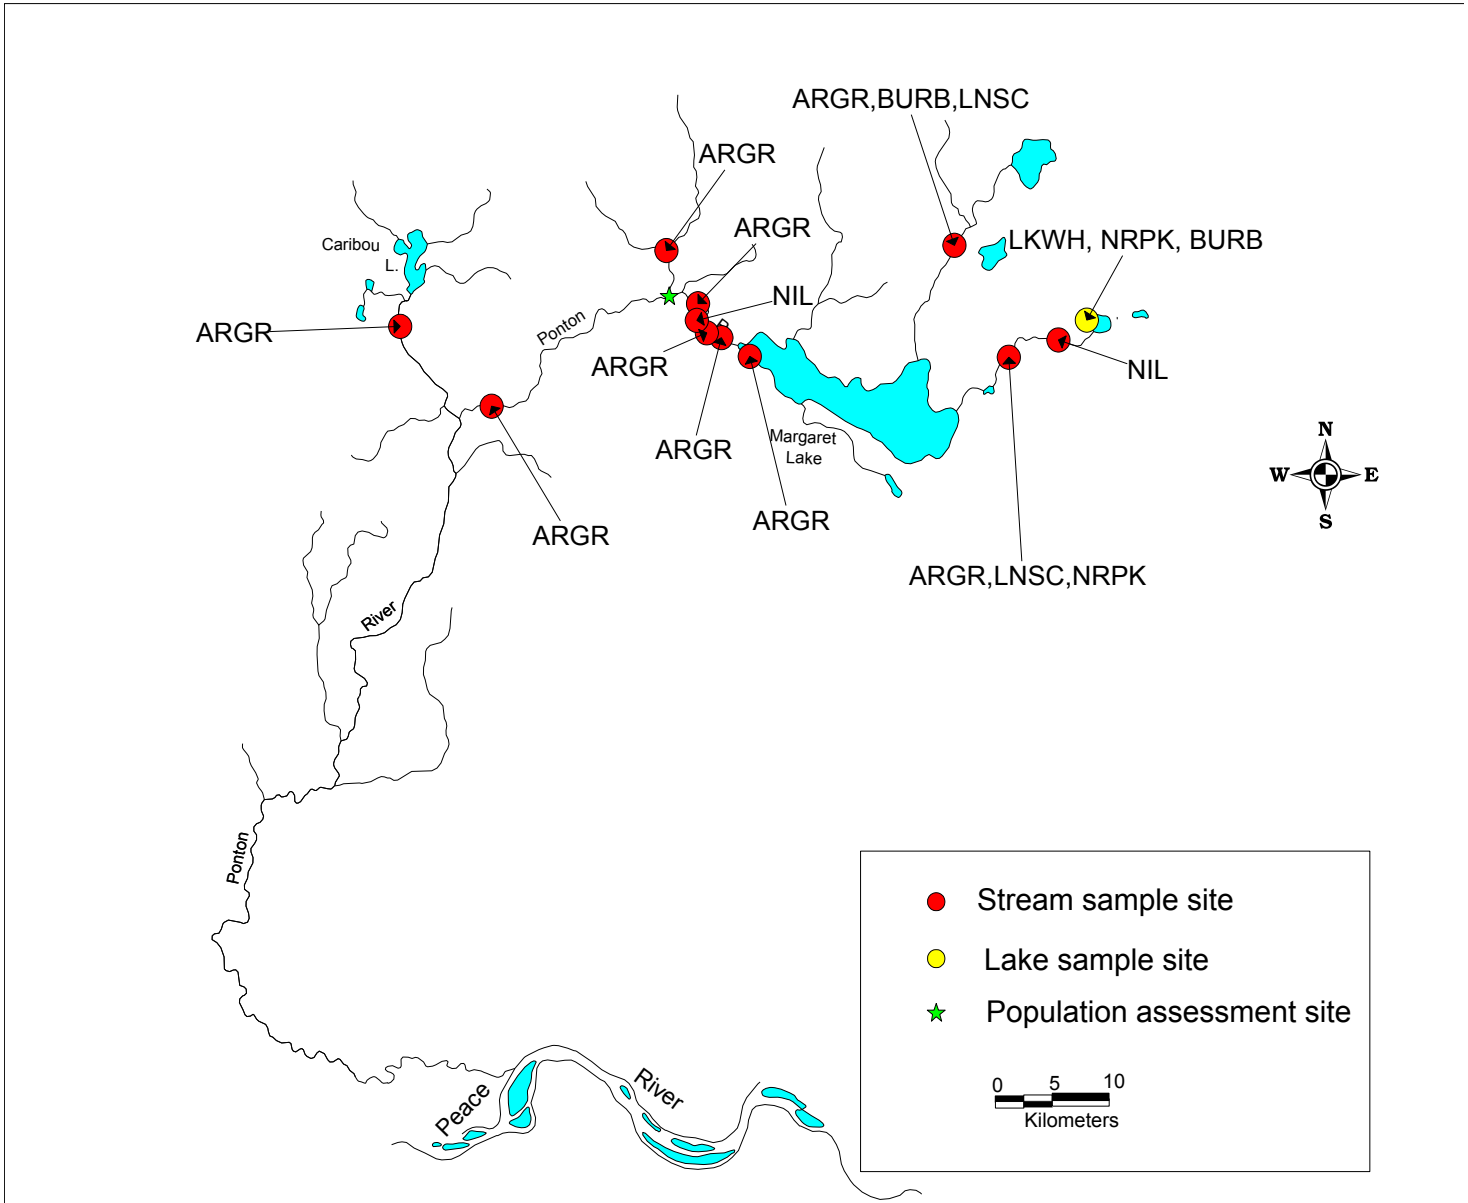 ARGR,BURB,LNSC
ARGR
ARGR
Caribou
L.
LKWH, NRPK, BURB
NIL
Ponton
ARGR
ARGR
NIL
Margaret
Lake
ARGR
ARGR
ARGR
N
W E
S
ARGR,LNSC,NRPK
River
Ponton
Stream sample site
Lake sample site
Population assessment site
0 5 10
Kilometers
Peace
River